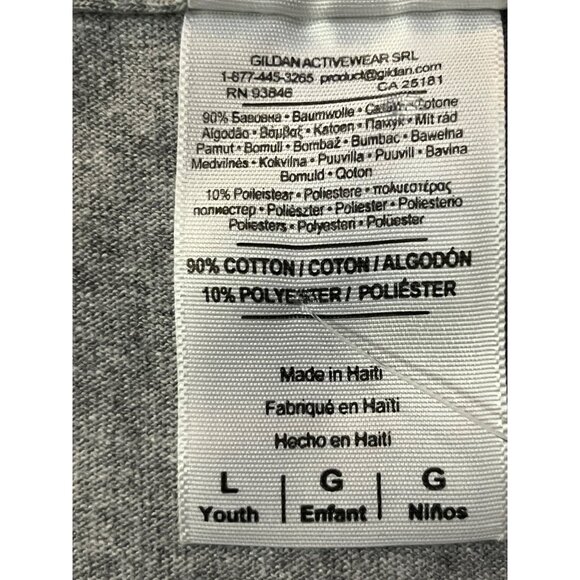 GILDAN ACTIVEWEAR SRL
1-877-445-3265 product@gildan.com
RN 93846 CA 25181
90% Бавовна • Baumwolle • Cotone
Algodão • Βάμβαξ • Katoen • Памук • Mit rád
Pamut • Bomull • Bombaž • Bumbac • Bawełna
Medvilnės • Kokvilna • Puuvilla • Puuvill • Bavlna
Bomuld • Qoton
10% Poileistear • Poliestere • πολυεστέρας
полиестер • Poliészter • Poliester • Poliesterio
Poliesters • Polyesteri • Polüester
90% COTTON / COTON / ALGODÓN
10% POLYESTER / POLIÉSTER
Made in Haiti
Fabriqué en Haïti
Hecho en Haití
L G G
Youth Enfant Niños